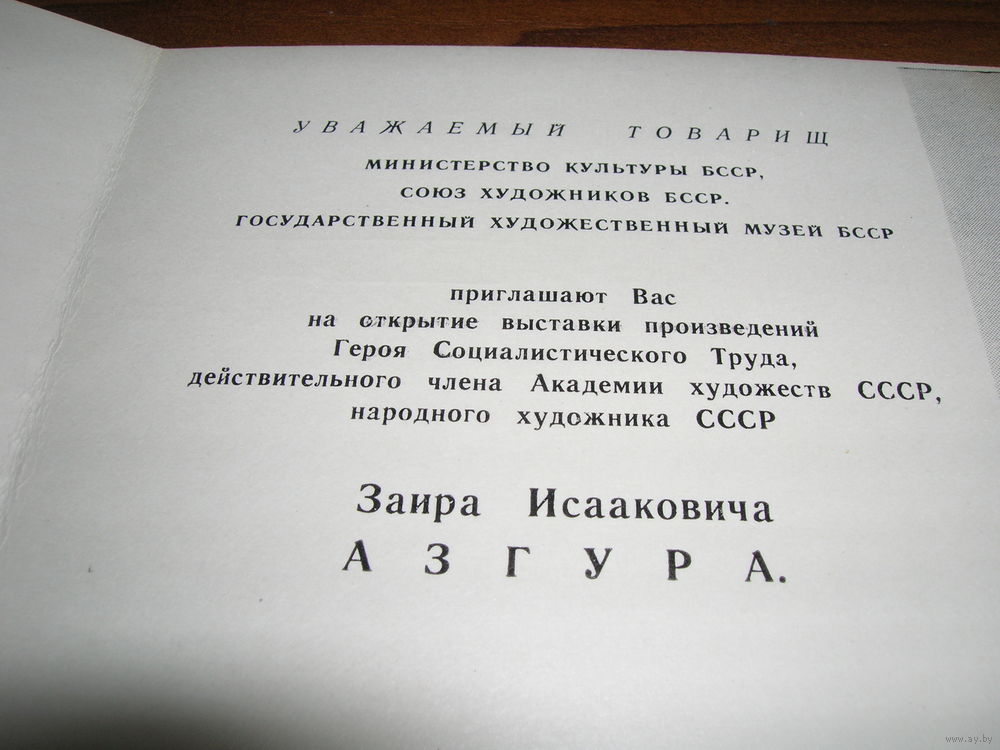 УВАЖАЕМЫЙ ТОВАРИЩ
МИНИСТЕРСТВО КУЛЬТУРЫ БССР,
СОЮЗ ХУДОЖНИКОВ БССР.
ГОСУДАРСТВЕННЫЙ ХУДОЖЕСТВЕННЫЙ МУЗЕЙ БССР
приглашают Вас
на открытие выставки произведений
Героя Социалистического Труда,
действительного члена Академии художеств СССР,
народного художника СССР
Заира Исааковича
АЗГУРА.
www.ay.by